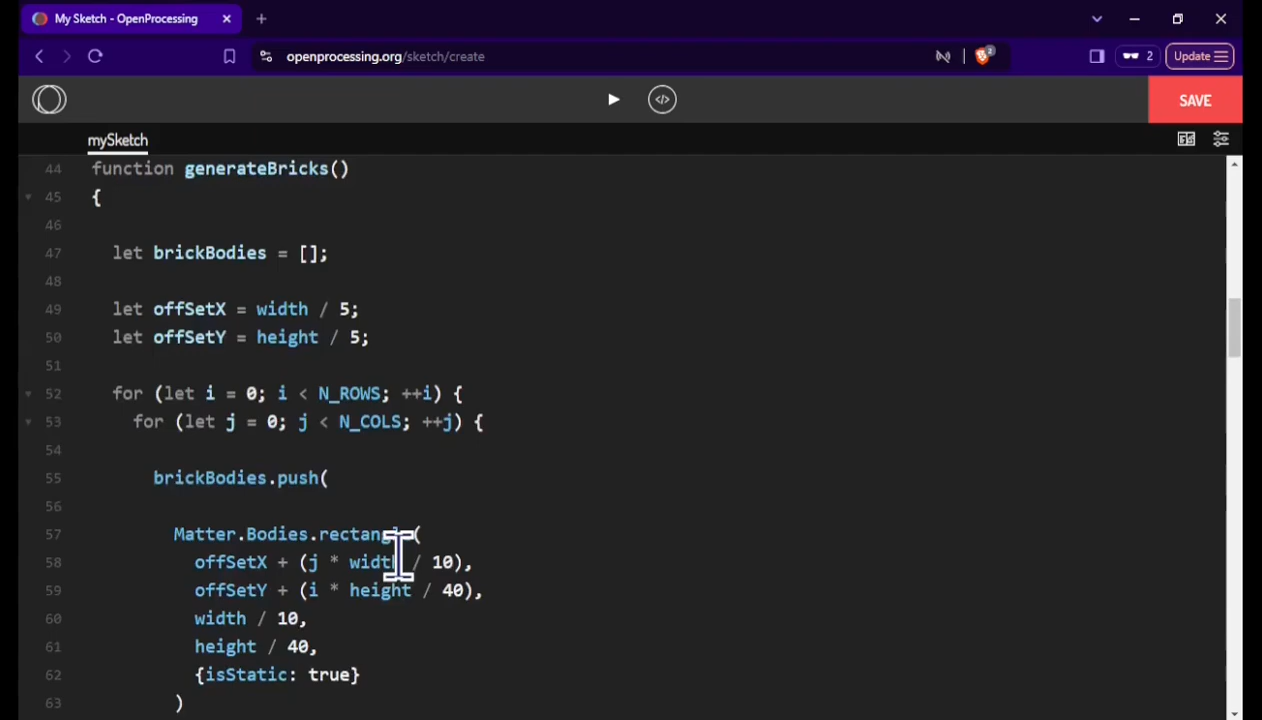 My Sketch - OpenProcessing
openprocessing.org/sketch/create
2
2
Update
SAVE
mySketch
44 function generateBricks()
45 {
46
47 let brickBodies = [];
48
49 let offSetX = width / 5;
50 let offSetY = height / 5;
51
52 for (let i = 0; i < N_ROWS; ++i) {
53 for (let j = 0; j < N_COLS; ++j) {
54
55 brickBodies.push(
56
57 Matter.Bodies.rectangle(
58 offSetX + (j * width / 10),
59 offSetY + (i * height / 40),
60 width / 10,
61 height / 40,
62 {isStatic: true}
63 )